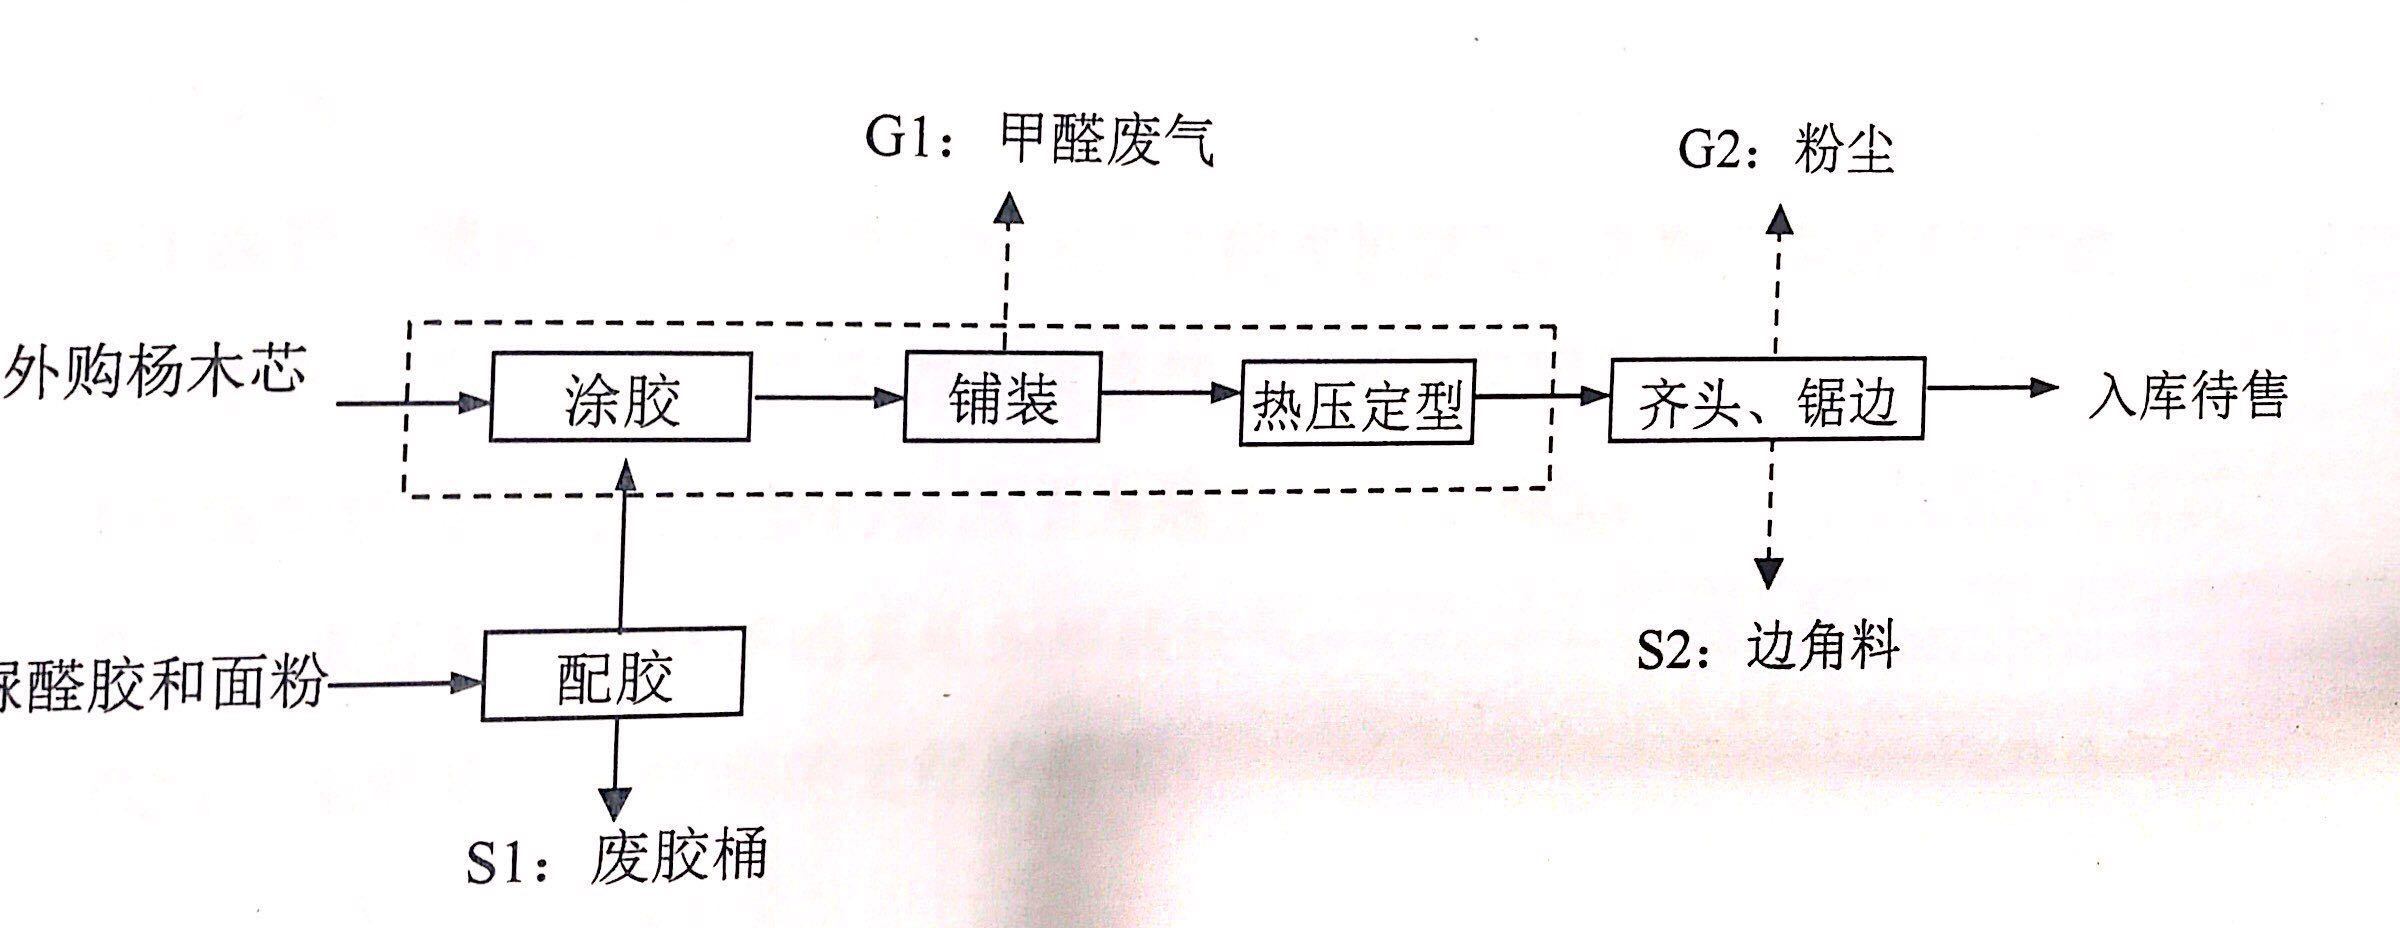 G1：甲醛废气
G2：粉尘
外购杨木芯
涂胶
铺装
热压定型
齐头、锯边
入库待售
尿醛胶和面粉
配胶
S2：边角料
S1：废胶桶